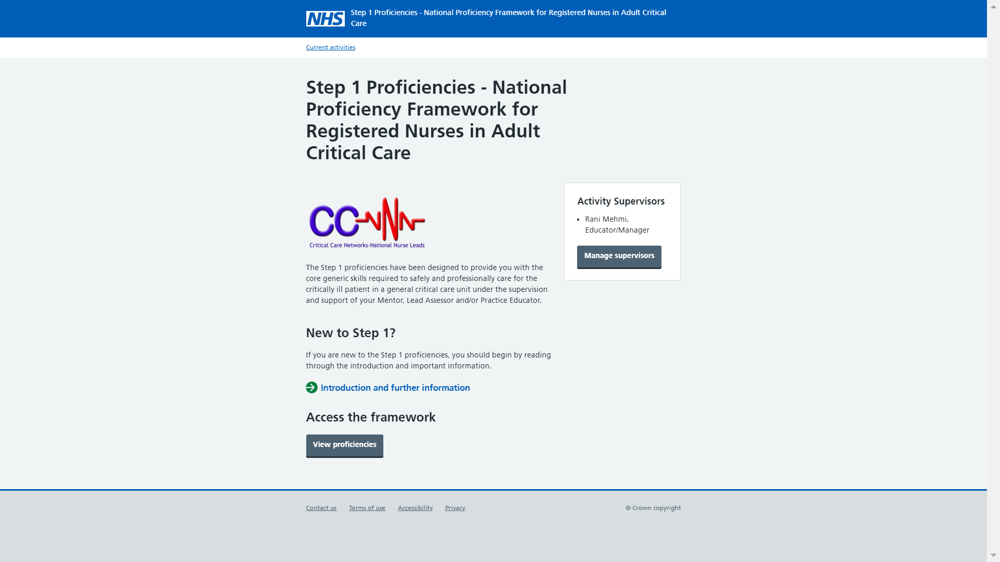 NHS
Step 1 Proficiencies - National Proficiency Framework for Registered Nurses in Adult Critical
Care
Current activities
Step 1 Proficiencies - National
Proficiency Framework for
Registered Nurses in Adult
Critical Care
CC
Critical Care Networks-National Nurse Leads
The Step 1 proficiencies have been designed to provide you with the
core generic skills required to safely and professionally care for the
critically ill patient in a general critical care unit under the supervision
and support of your Mentor, Lead Assessor and/or Practice Educator.
New to Step 1?
If you are new to the Step 1 proficiencies, you should begin by reading
through the introduction and important information.
Introduction and further information
Access the framework
View proficiencies
Activity Supervisors
Rani Mehmi,
Educator/Manager
Manage supervisors
Contact us
Terms of use
Accessibility
Privacy
© Crown copyright